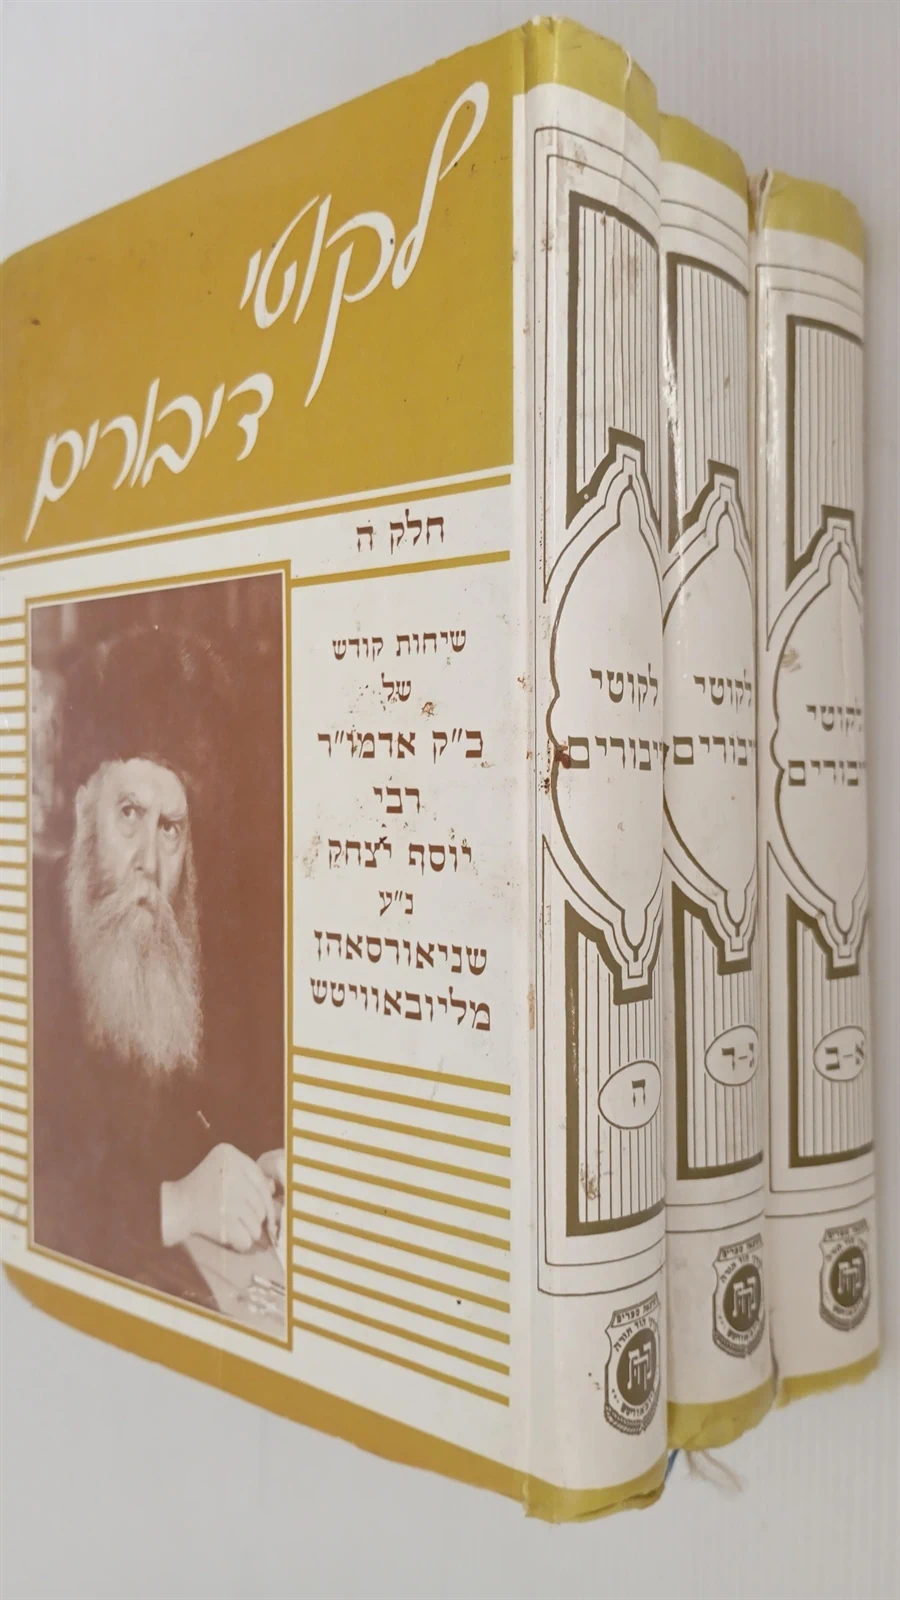 לקוטי
דיבורים
חלק ה
שיחות קודש
של
כ"ק אדמו"ר
רבי
יוסף יצחק
נ"ע
שניאורסאהן
מליובאוויטש
לקוטי
דיבורים
ה
לקוטי
דיבורים
ג-ד
לקוטי
דיבורים
א-ב